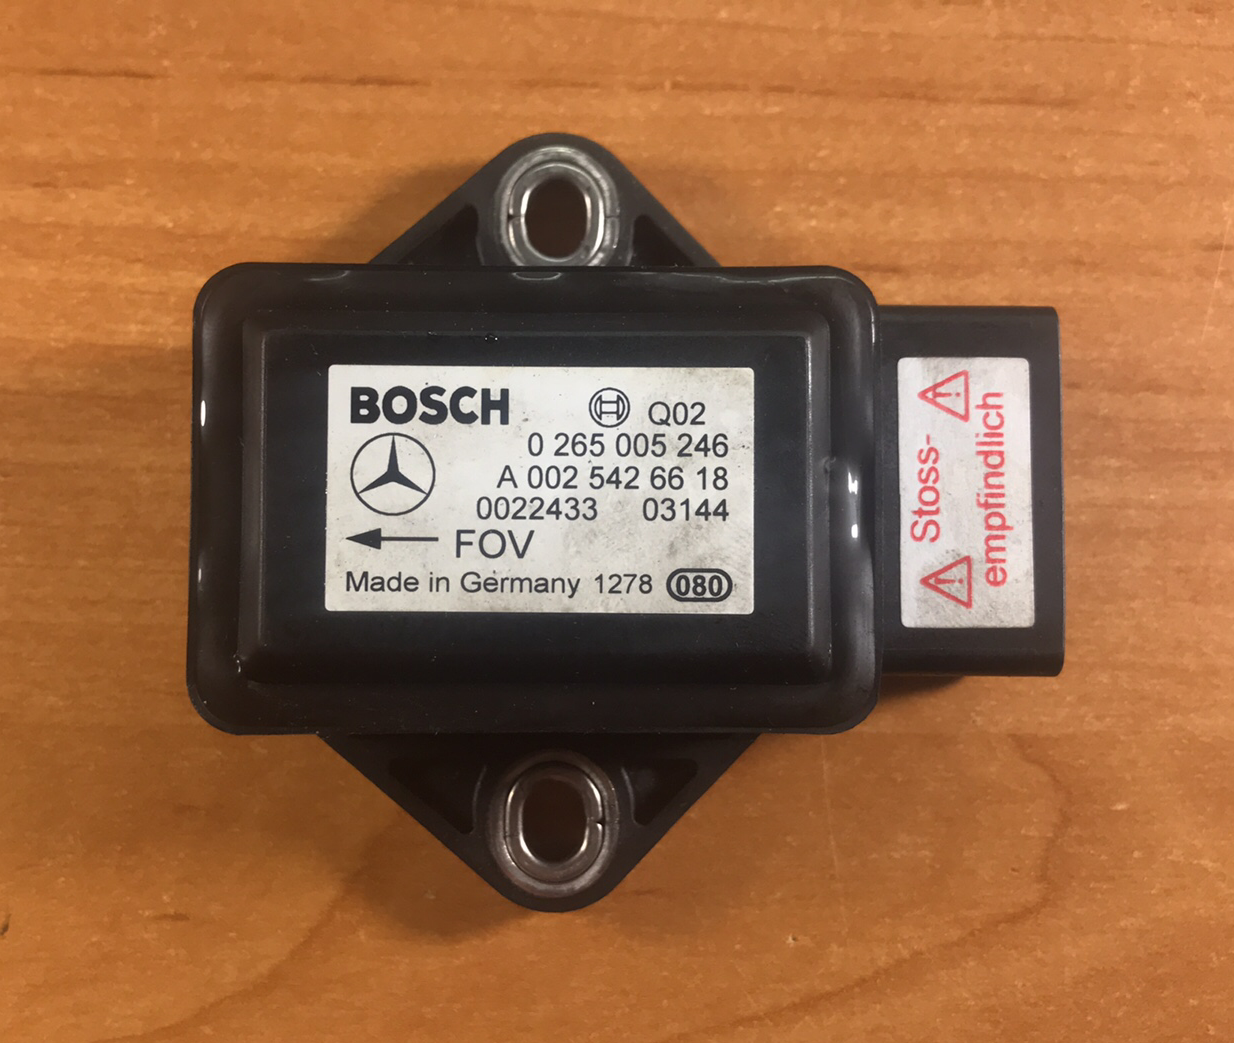 BOSCH Q02
0 265 005 246
A 002 542 66 18
0022433 03144
FOV
Made in Germany 1278 080
Stoss-
empfindlich